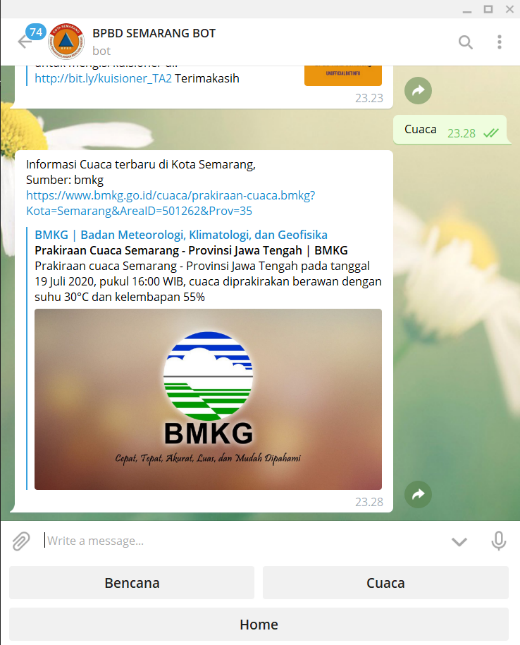 74
BPBD SEMARANG BOT
bot
untuk mengisi kuisioner di:
http://bit.ly/kuisioner_TA2 Terimakasih
23.23
Cuaca 23.28
Informasi Cuaca terbaru di Kota Semarang,
Sumber: bmkg
https://www.bmkg.go.id/cuaca/prakiraan-cuaca.bmkg?
Kota=Semarang&AreaID=501262&Prov=35
BMKG | Badan Meteorologi, Klimatologi, dan Geofisika
Prakiraan Cuaca Semarang - Provinsi Jawa Tengah | BMKG
Prakiraan cuaca Semarang - Provinsi Jawa Tengah pada tanggal
19 Juli 2020, pukul 16:00 WIB, cuaca diprakirakan berawan dengan
suhu 30°C dan kelembapan 55%
BMKG
Cepat, Tepat, Akurat, Luas, dan Mudah Dipahami
23.28
Write a message...
Bencana
Cuaca
Home